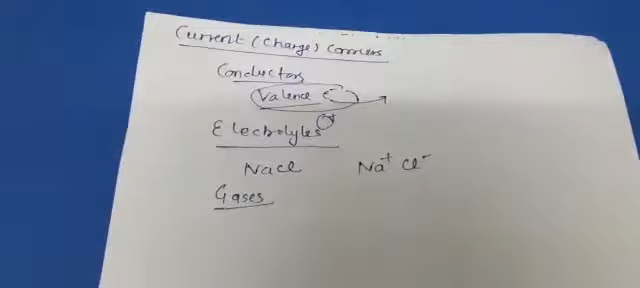 Current (Charge) Carriers
Conductors
Valence e⁻
Electrolytes
NaCl Na⁺ Cl⁻
Gases